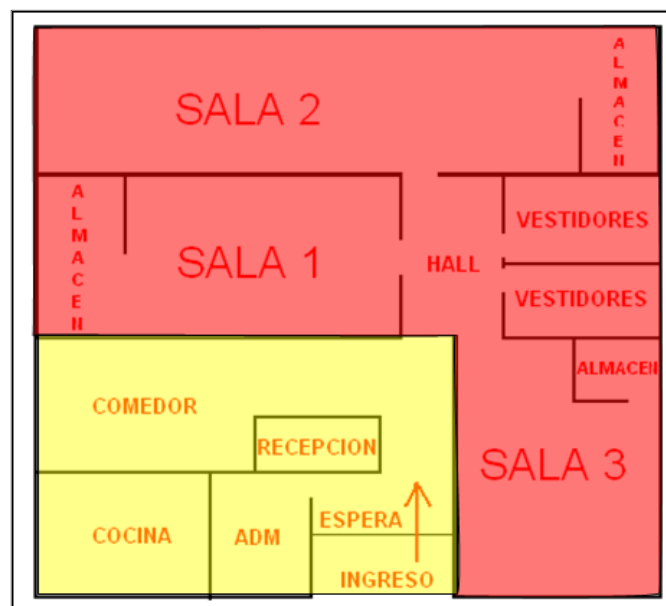 SALA 2
ALMACEN
ALMACEN
SALA 1
HALL
VESTIDORES
VESTIDORES
ALMACEN
COMEDOR
RECEPCION
SALA 3
COCINA
ADM
ESPERA
INGRESO